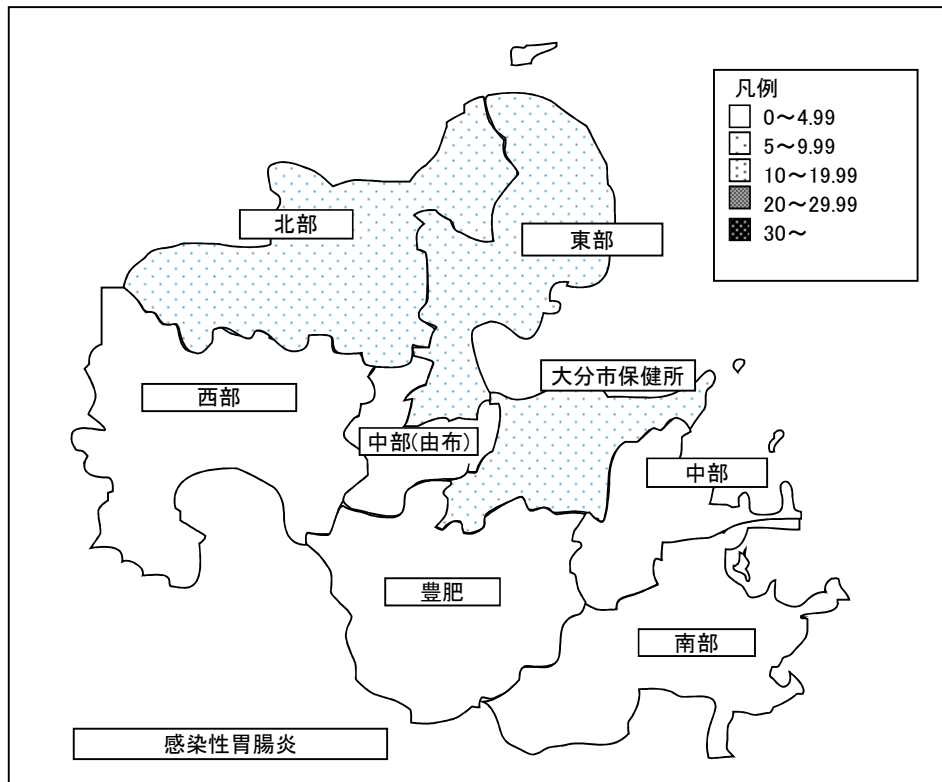 凡例
0～4.99
5～9.99
10～19.99
20～29.99
30～
北部
東部
大分市保健所
西部
中部(由布)
中部
豊肥
南部
感染性胃腸炎